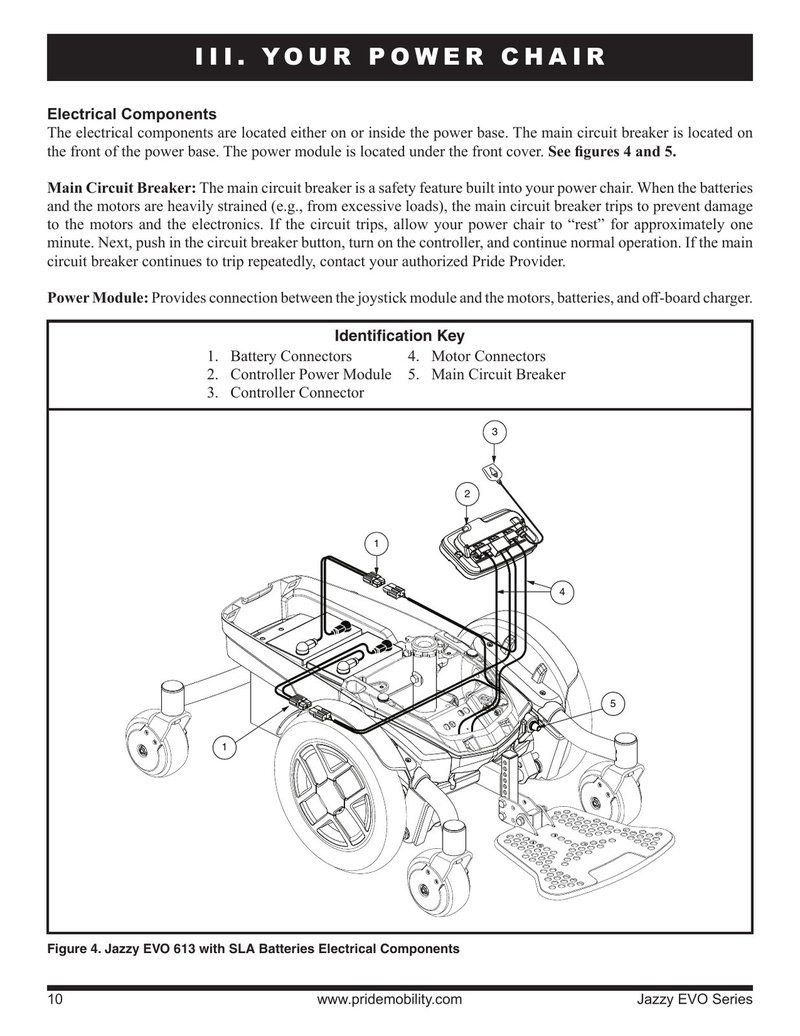 III. YOUR POWER CHAIR
Electrical Components
The electrical components are located either on or inside the power base. The main circuit breaker is located on
the front of the power base. The power module is located under the front cover. See figures 4 and 5.
Main Circuit Breaker: The main circuit breaker is a safety feature built into your power chair. When the batteries
and the motors are heavily strained (e.g., from excessive loads), the main circuit breaker trips to prevent damage
to the motors and the electronics. If the circuit trips, allow your power chair to “rest” for approximately one
minute. Next, push in the circuit breaker button, turn on the controller, and continue normal operation. If the main
circuit breaker continues to trip repeatedly, contact your authorized Pride Provider.
Power Module: Provides connection between the joystick module and the motors, batteries, and off-board charger.
Identification Key
1. Battery Connectors
2. Controller Power Module
3. Controller Connector
4. Motor Connectors
5. Main Circuit Breaker
3
2
1
4
5
1
Figure 4. Jazzy EVO 613 with SLA Batteries Electrical Components
10 www.pridemobility.com Jazzy EVO Series